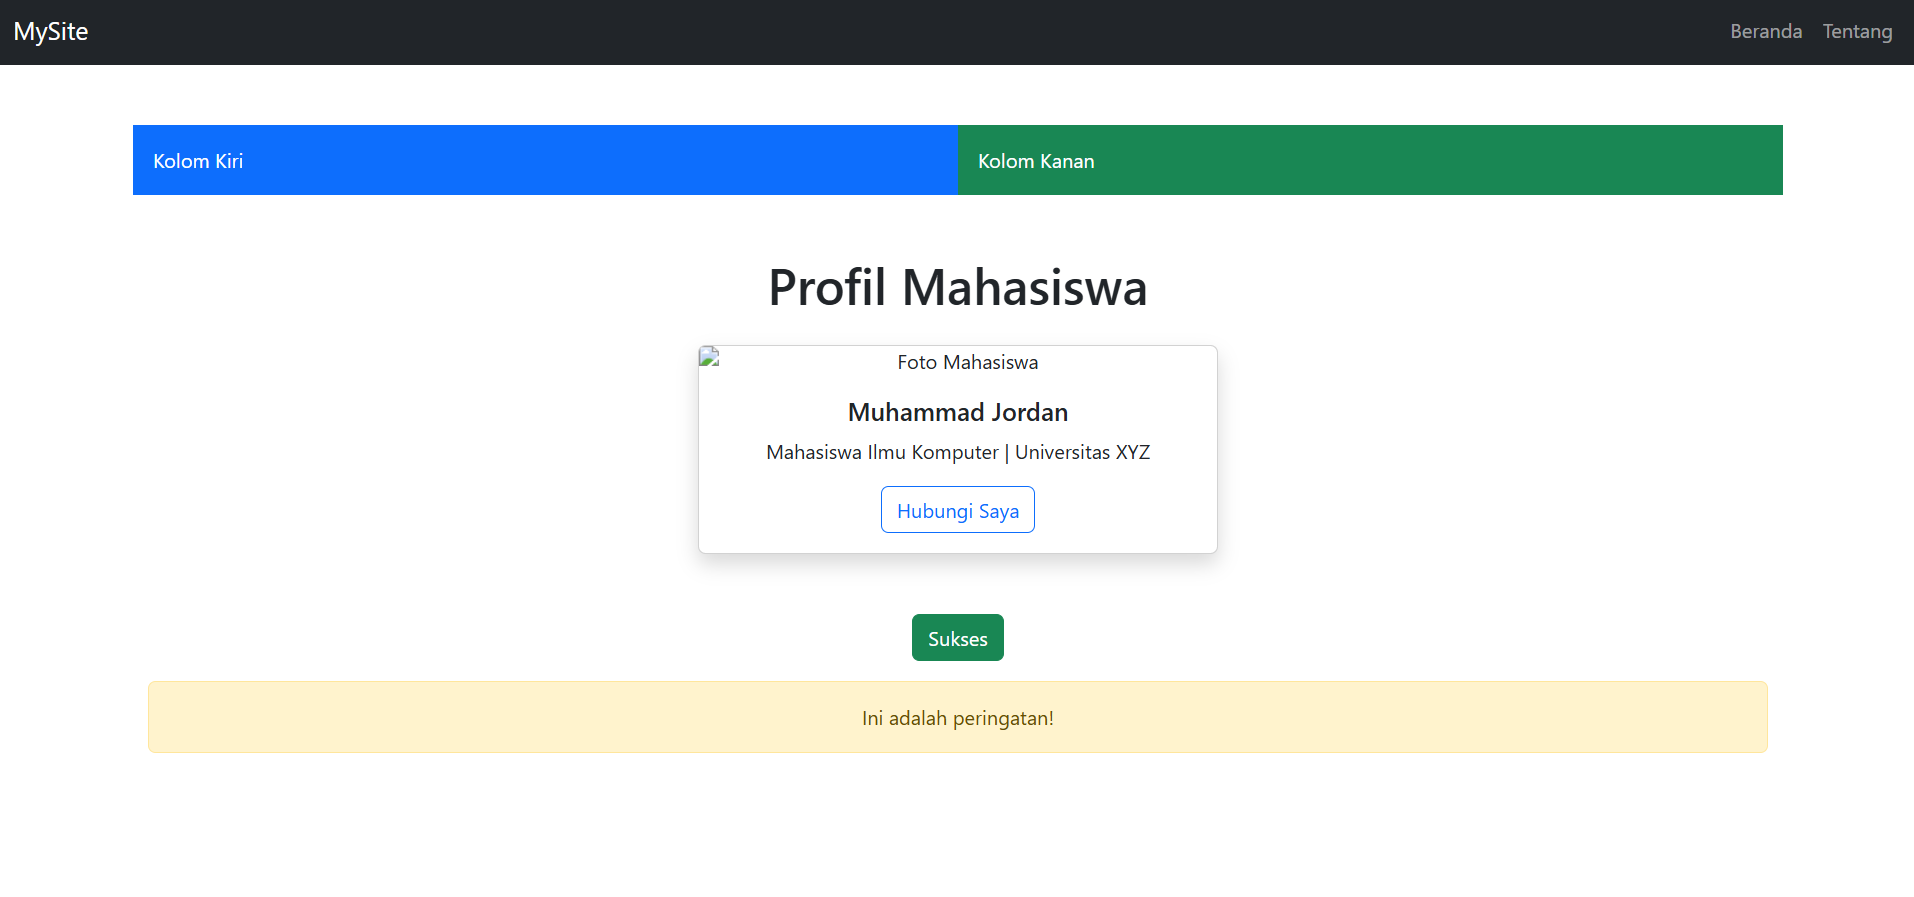 MySite
Beranda Tentang
Kolom Kiri
Kolom Kanan
Profil Mahasiswa
Foto Mahasiswa
Muhammad Jordan
Mahasiswa Ilmu Komputer | Universitas XYZ
Hubungi Saya
Sukses
Ini adalah peringatan!